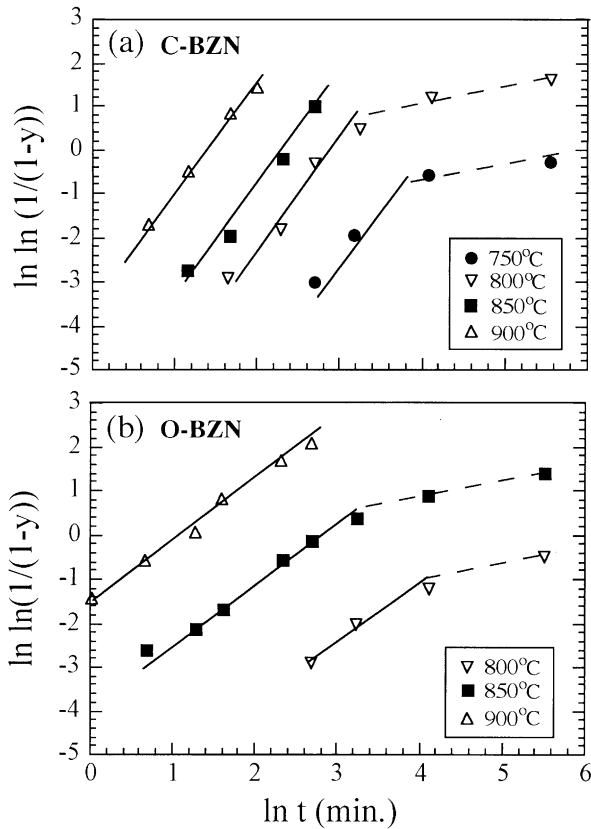 (a) C-BZN
ln ln (1/(1-y))
3
2
1
0
-1
-2
-3
-4
-5
750°C
800°C
850°C
900°C
(b) O-BZN
ln ln(1/(1-y))
3
2
1
0
-1
-2
-3
-4
-5
800°C
850°C
900°C
0 1 2 3 4 5 6
ln t (min.)